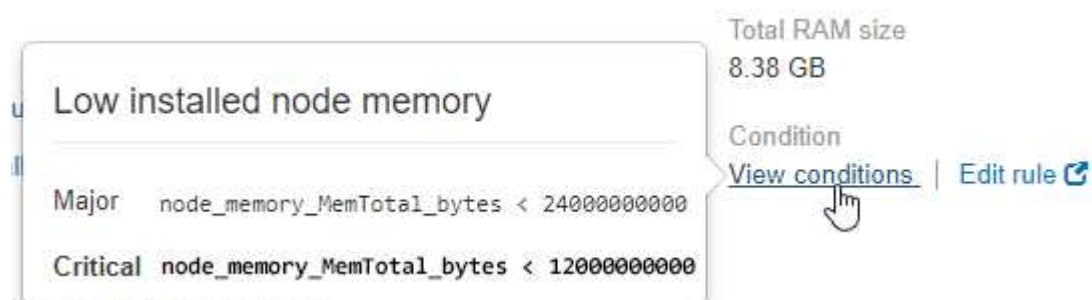 Total RAM size
8.38 GB
Low installed node memory
Condition
View conditions | Edit rule
Major node_memory_MemTotal_bytes < 24000000000
Critical node_memory_MemTotal_bytes < 12000000000